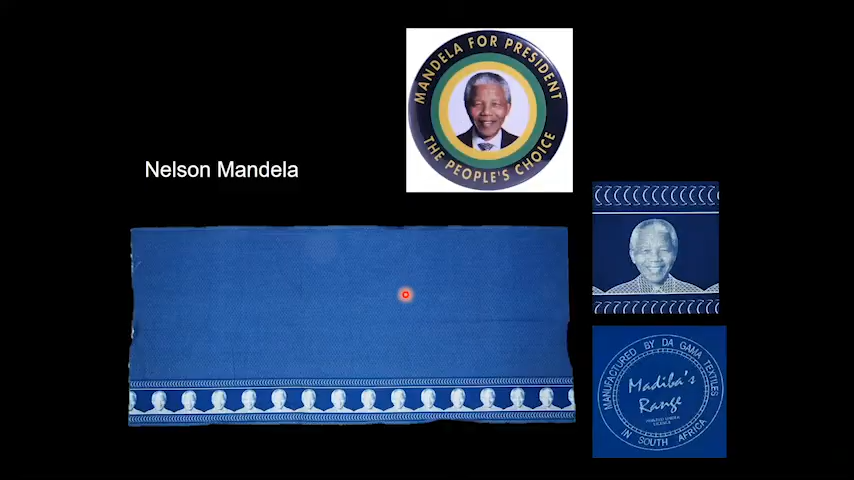 MANDELA FOR PRESIDENT
THE PEOPLE'S CHOICE
Nelson Mandela
MANUFACTURED BY DA GAMA TEXTILES
Madiba's
Range
IN SOUTH AFRICA